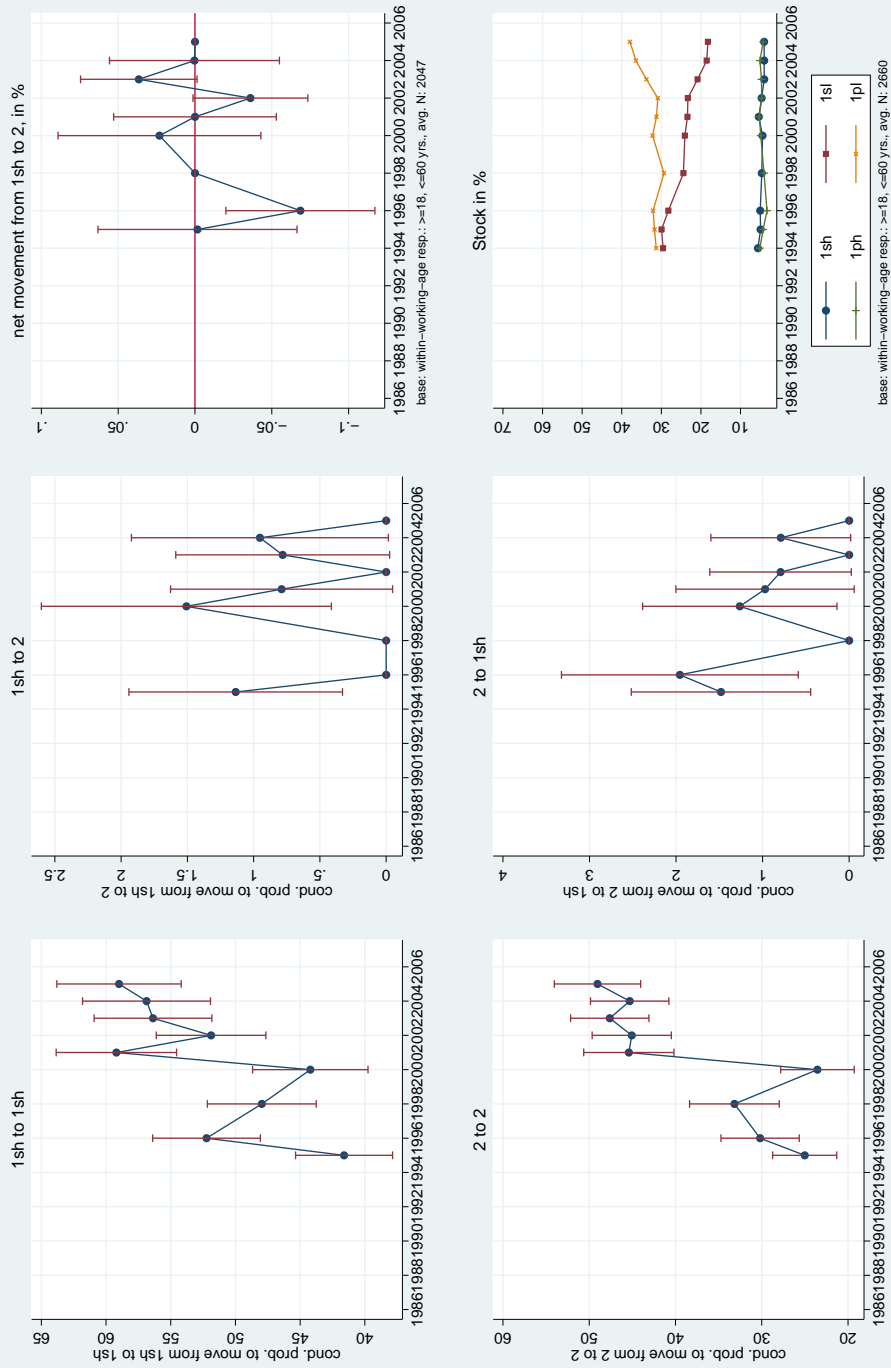 1sh to 1sh
cond. prob. to move from 1sh to 1sh
65
60
55
50
45
40
19861988199019921994199619982000200220042006
1sh to 2
cond. prob. to move from 1sh to 2
2.5
2
1.5
1
.5
0
19861988199019921994199619982000200220042006
net movement from 1sh to 2, in %
.1
.05
0
-.05
-.1
1986 1988 1990 1992 1994 1996 1998 2000 2002 2004 2006
base: within-working-age resp.: >=18, <=60 yrs., avg. N: 2047
2 to 2
cond. prob. to move from 2 to 2
60
50
40
30
20
19861988199019921994199619982000200220042006
2 to 1sh
cond. prob. to move from 2 to 1sh
4
3
2
1
0
19861988199019921994199619982000200220042006
Stock in %
70
60
50
40
30
20
10
1986 1988 1990 1992 1994 1996 1998 2000 2002 2004 2006
1sh 1sl
1ph 1pl
base: within-working-age resp.: >=18, <=60 yrs., avg. N: 2660